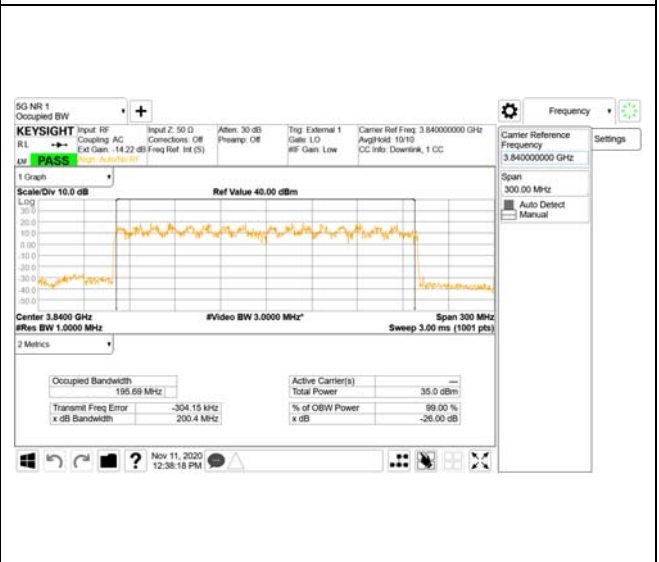 5G NR 1
Occupied BW
Frequency
KEYSIGHT
Input: RF
Input Z: 50 Ω
Atten: 30 dB
Trig: External 1
Carrier Ref Freq: 3.840000000 GHz
RL
Coupling: AC
Corrections: Off
Preamp: Off
Gate: LO
Avg|Hold: 10/10
Ext Gain: -14.22 dB
Freq Ref: Int (S)
#IF Gain: Low
CC Info: Downlink, 1 CC
PASS
Align: Auto/No RF
Carrier Reference
Frequency
3.840000000 GHz
Settings
Span
300.00 MHz
Auto Detect
Manual
1 Graph
Scale/Div 10.0 dB
Ref Value 40.00 dBm
Log
30.0
20.0
10.0
0.00
-10.0
-20.0
-30.0
-40.0
-50.0
Center 3.8400 GHz
#Video BW 3.0000 MHz*
Span 300 MHz
#Res BW 1.0000 MHz
Sweep 3.00 ms (1001 pts)
2 Metrics
Occupied Bandwidth
195.69 MHz
Active Carrier(s)
---
Total Power
35.0 dBm
Transmit Freq Error
-304.15 kHz
% of OBW Power
99.00 %
x dB Bandwidth
200.4 MHz
x dB
-26.00 dB
Nov 11, 2020
12:38:18 PM